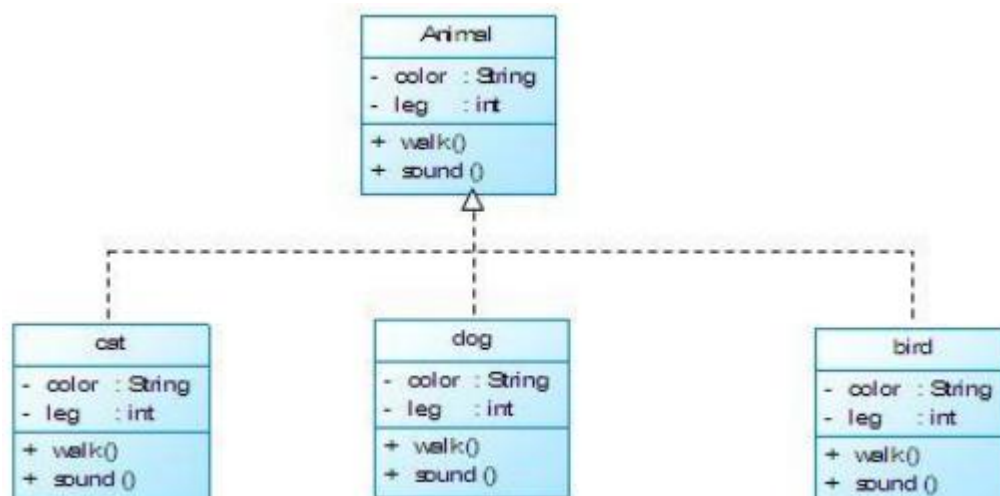 Animal
- color : String
- leg : int
+ walk()
+ sound ()
cat
- color : String
- leg : int
+ walk()
+ sound ()
dog
- color : String
- leg : int
+ walk()
+ sound ()
bird
- color : String
- leg : int
+ walk()
+ sound ()